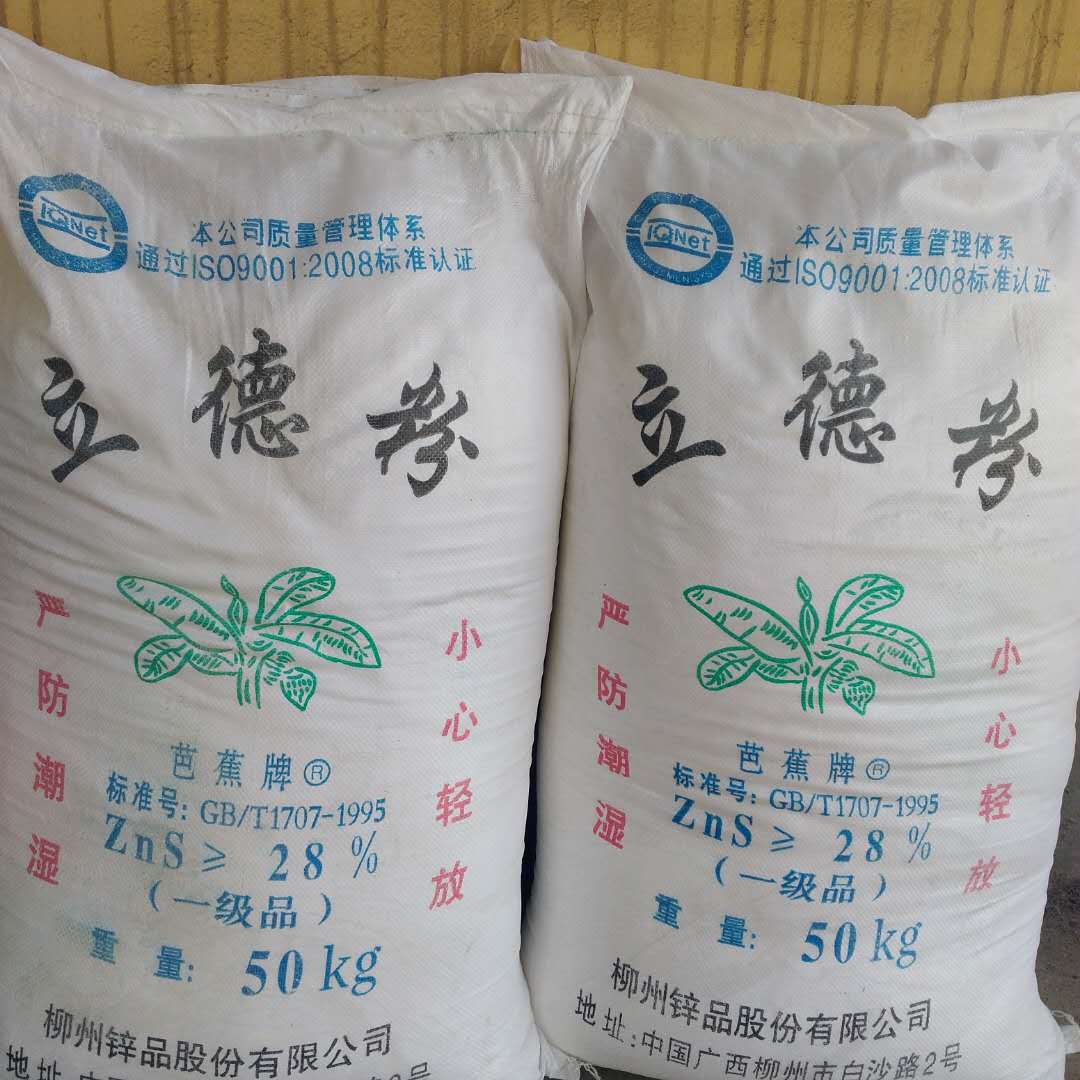 IQNet
本公司质量管理体系
通过ISO9001:2008标准认证
立德粉
严防潮湿
小心轻放
芭蕉牌®
标准号: GB/T1707-1995
ZnS ≥ 28 %
(一级品)
重量: 50kg
柳州锌品股份有限公司
地址:
IQNet
本公司质量管理体系
通过ISO9001:2008标准认证
立德粉
严防潮湿
小心轻放
芭蕉牌®
标准号: GB/T1707-1995
ZnS ≥ 28 %
(一级品)
重量: 50kg
柳州锌品股份有限公司
地址:中国广西柳州市白沙路2号